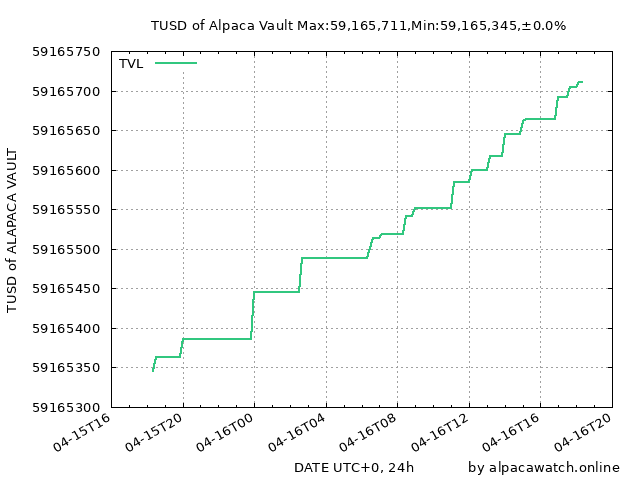 TUSD of Alpaca Vault Max:59,165,711,Min:59,165,345,±0.0%
TVL
59165750
59165700
59165650
59165600
59165550
59165500
59165450
59165400
59165350
59165300
TUSD of ALAPACA VAULT
04-15T16
04-15T20
04-16T00
04-16T04
04-16T08
04-16T12
04-16T16
04-16T20
DATE UTC+0, 24h
by alpacawatch.online